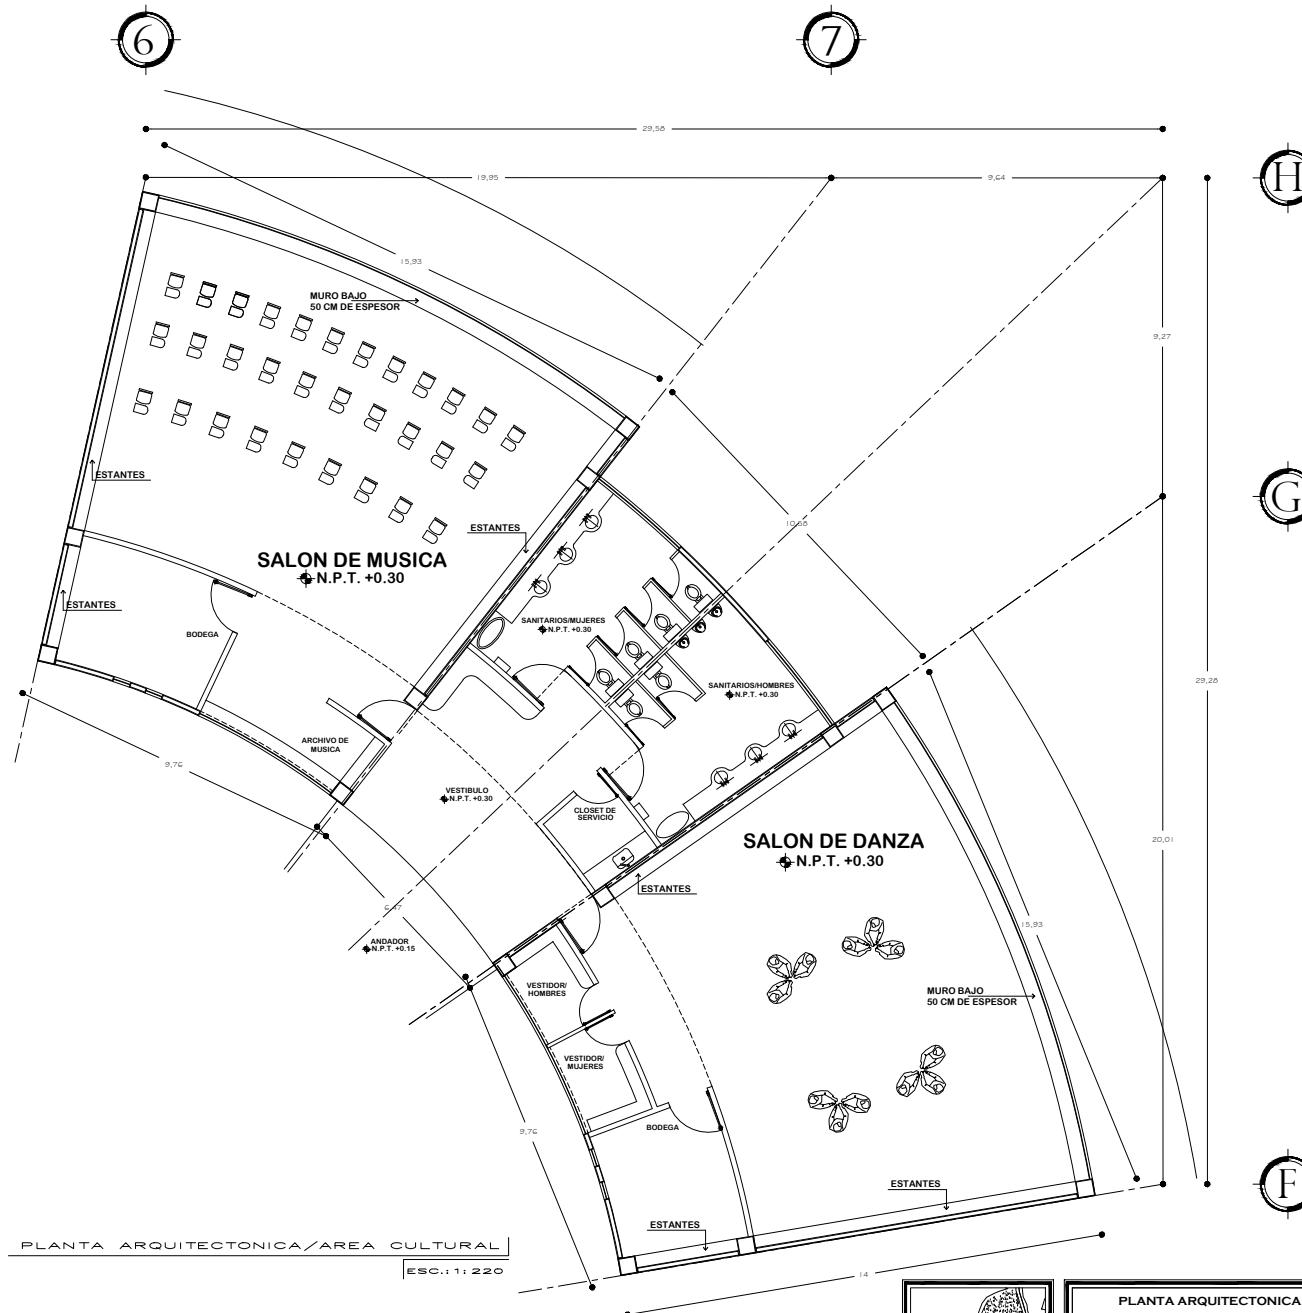 6
7
29,58
H
19,95
9,64
15,93
MURO BAJO
50 CM DE ESPESOR
9,27
ESTANTES
G
10,58
ESTANTES
SALON DE MUSICA
N.P.T. +0.30
ESTANTES
BODEGA
SANITARIOS/MUJERES
N.P.T. +0.30
SANITARIOS/HOMBRES
N.P.T. +0.30
29,28
ARCHIVO DE
MUSICA
9,76
VESTIBULO
N.P.T. +0.30
CLOSET DE
SERVICIO
SALON DE DANZA
N.P.T. +0.30
20,01
ESTANTES
6,47
15,93
ANDADOR
N.P.T. +0.15
VESTIDOR/
HOMBRES
MURO BAJO
50 CM DE ESPESOR
VESTIDOR/
MUJERES
9,76
BODEGA
ESTANTES
F
ESTANTES
PLANTA ARQUITECTONICA/AREA CULTURAL
ESC.: 1: 220
14
PLANTA ARQUITECTONICA